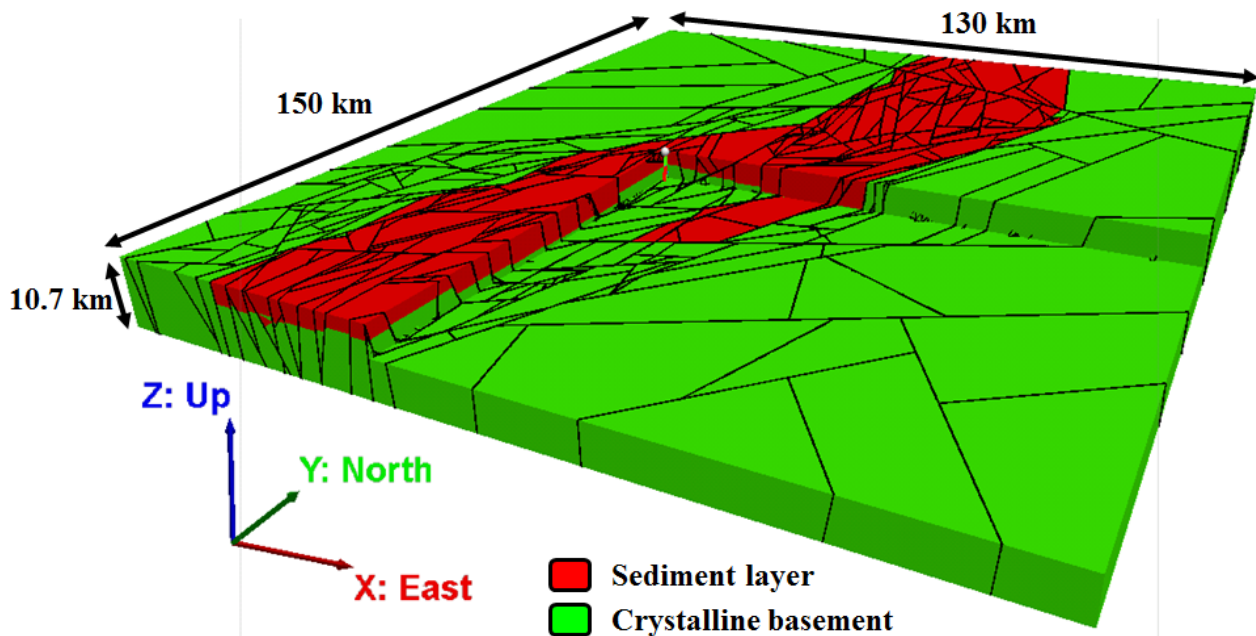 130 km
150 km
10.7 km
Z: Up
Y: North
X: East
Sediment layer
Crystalline basement